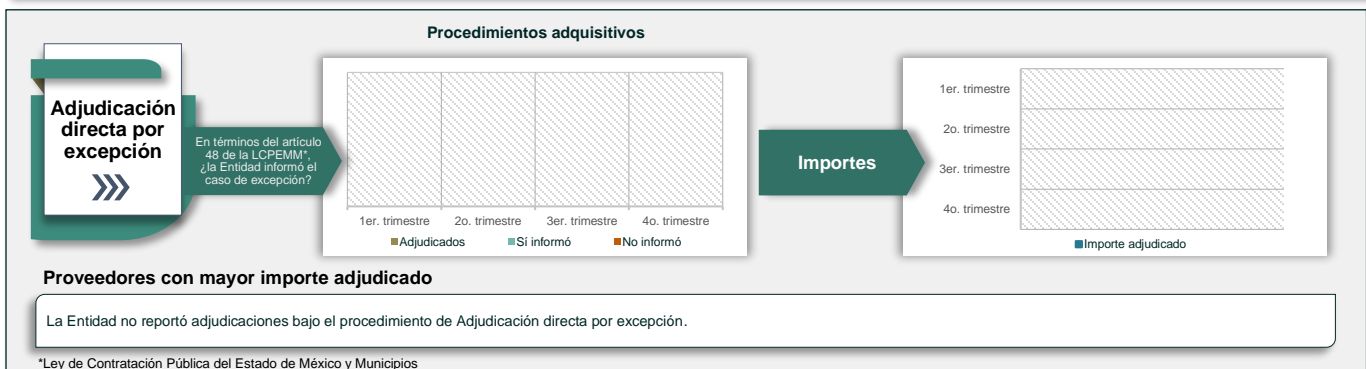 Procedimientos adquisitivos
Adjudicación
directa por
excepción
En términos del artículo
48 de la LCPEMM*,
¿la Entidad informó el
caso de excepción?
1er. trimestre 2o. trimestre 3er. trimestre 4o. trimestre
Adjudicados Sí informó No informó
Importes
1er. trimestre
2o. trimestre
3er. trimestre
4o. trimestre
Importe adjudicado
Proveedores con mayor importe adjudicado
La Entidad no reportó adjudicaciones bajo el procedimiento de Adjudicación directa por excepción.
*Ley de Contratación Pública del Estado de México y Municipios